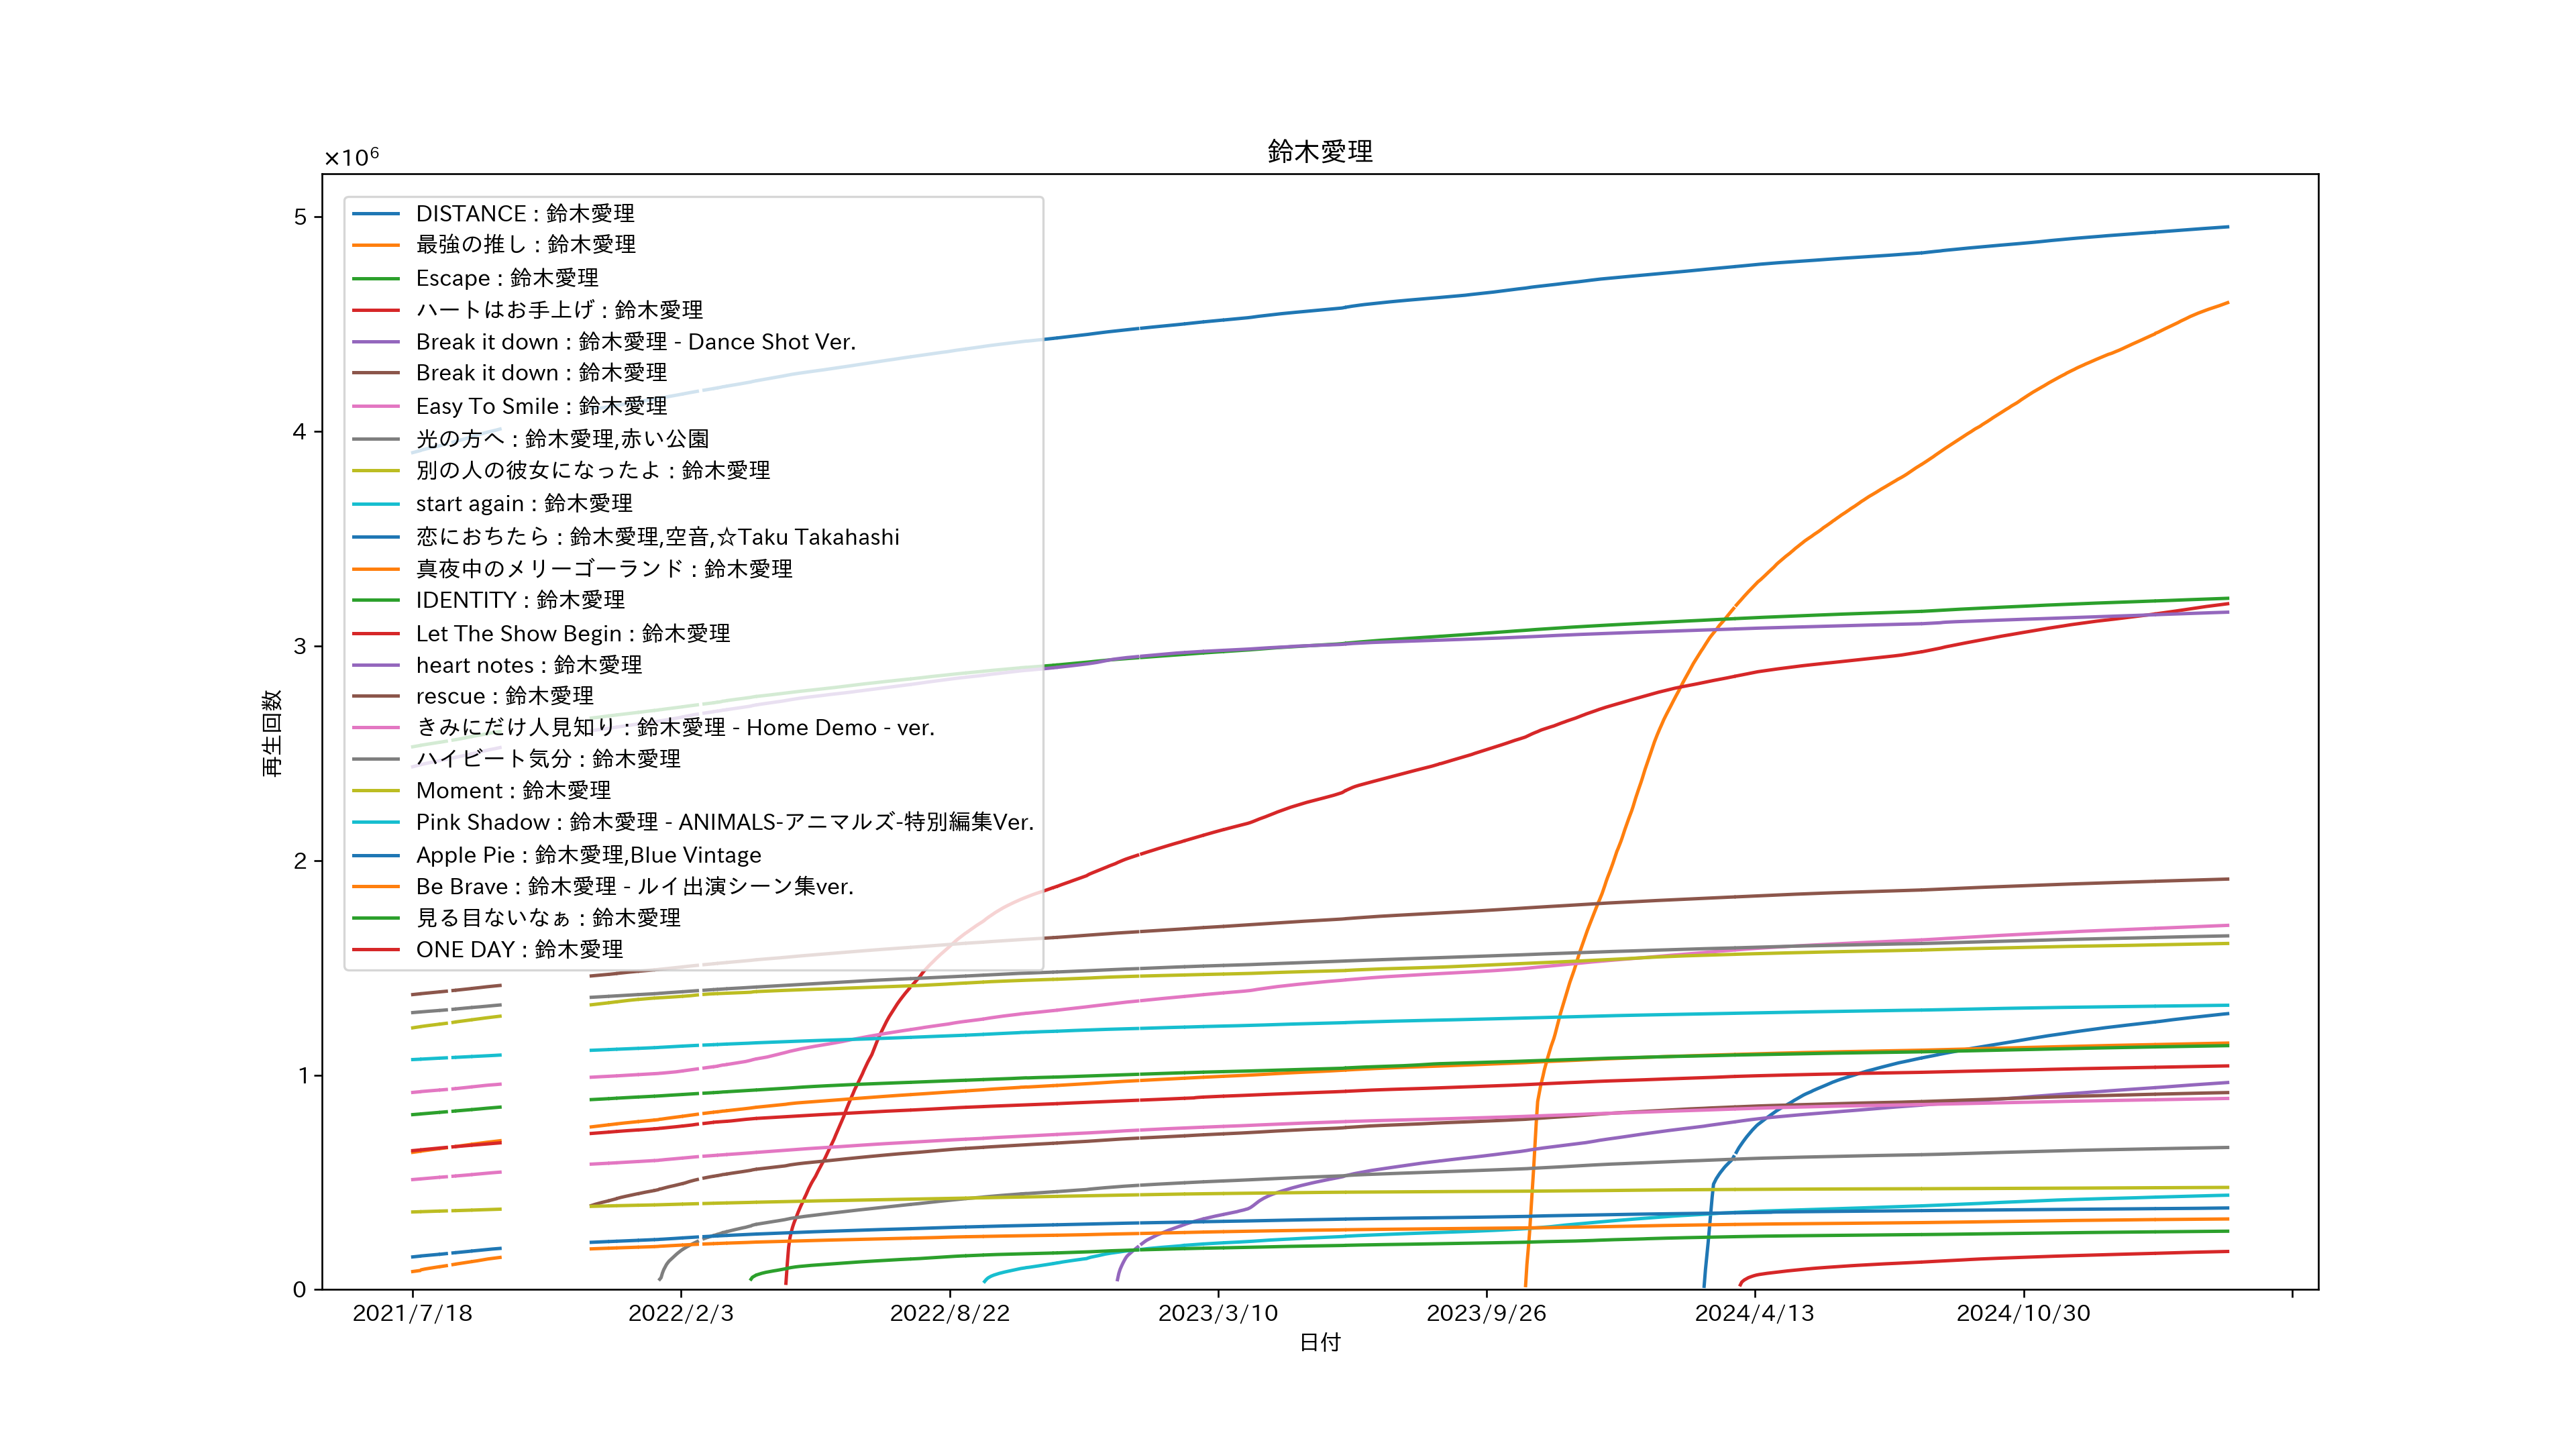 鈴木愛理
×10⁶
5
4
3
2
1
0
再生回数
DISTANCE : 鈴木愛理
最強の推し : 鈴木愛理
Escape : 鈴木愛理
ハートはお手上げ : 鈴木愛理
Break it down : 鈴木愛理 - Dance Shot Ver.
Break it down : 鈴木愛理
Easy To Smile : 鈴木愛理
光の方へ : 鈴木愛理,赤い公園
別の人の彼女になったよ : 鈴木愛理
start again : 鈴木愛理
恋におちたら : 鈴木愛理,空音,☆Taku Takahashi
真夜中のメリーゴーランド : 鈴木愛理
IDENTITY : 鈴木愛理
Let The Show Begin : 鈴木愛理
heart notes : 鈴木愛理
rescue : 鈴木愛理
きみにだけ人見知り : 鈴木愛理 - Home Demo - ver.
ハイビート気分 : 鈴木愛理
Moment : 鈴木愛理
Pink Shadow : 鈴木愛理 - ANIMALS-アニマルズ-特別編集Ver.
Apple Pie : 鈴木愛理,Blue Vintage
Be Brave : 鈴木愛理 - ルイ出演シーン集ver.
見る目ないなぁ : 鈴木愛理
ONE DAY : 鈴木愛理
2021/7/18
2022/2/3
2022/8/22
2023/3/10
2023/9/26
2024/4/13
2024/10/30
日付